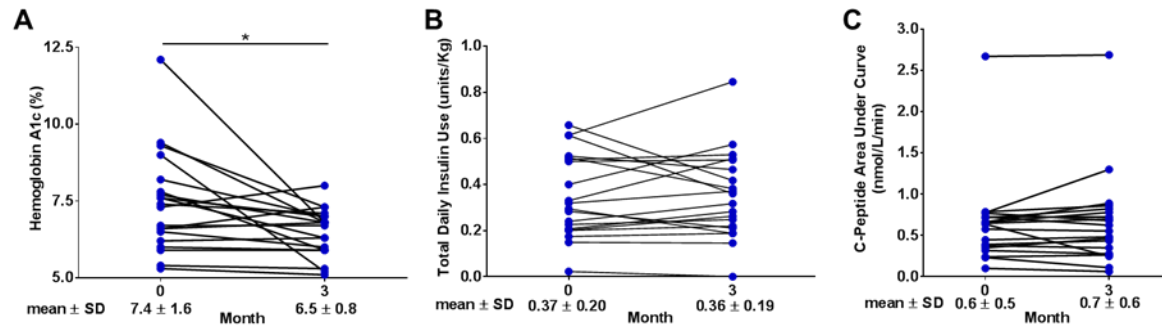 A
Hemoglobin A1c (%)
12.5
10.0
7.5
5.0
*
0 3
mean ± SD 7.4 ± 1.6 6.5 ± 0.8
Month
B
Total Daily Insulin Use (units/Kg)
1.0
0.8
0.6
0.4
0.2
0.0
0 3
mean ± SD 0.37 ± 0.20 0.36 ± 0.19
Month
C
C-Peptide Area Under Curve
(nmol/L/min)
3.0
2.5
2.0
1.5
1.0
0.5
0.0
0 3
mean ± SD 0.6 ± 0.5 0.7 ± 0.6
Month